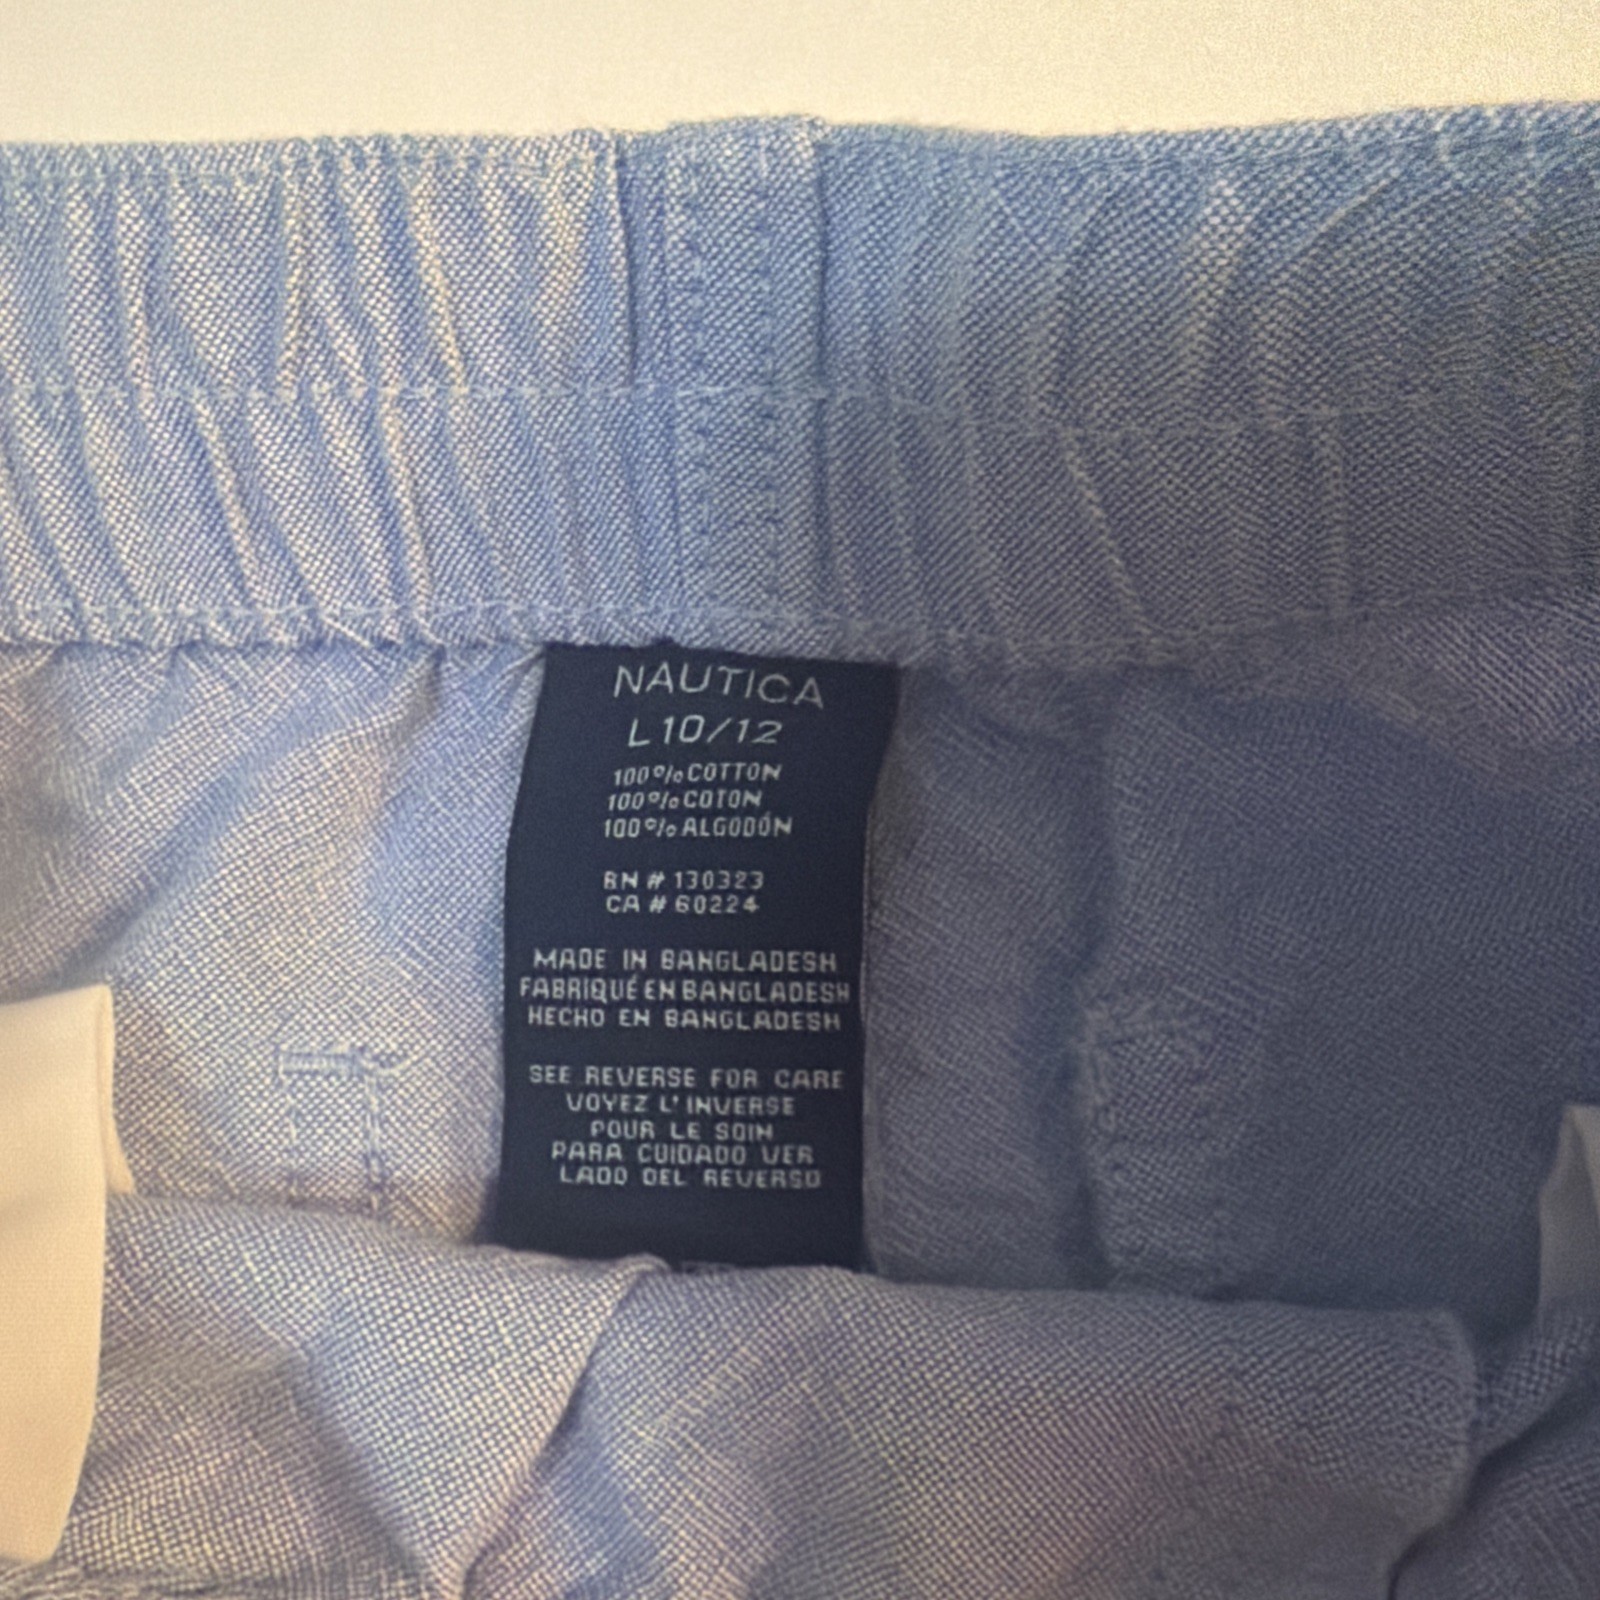 NAUTICA
L 10/12
100% COTTON
100% COTON
100% ALGODÓN
RN # 130323
CA # 60224
MADE IN BANGLADESH
FABRIQUÉ EN BANGLADESH
HECHO EN BANGLADESH
SEE REVERSE FOR CARE
VOYEZ L'INVERSE
POUR LE SOIN
PARA CUIDADO VER
LADO DEL REVERSO